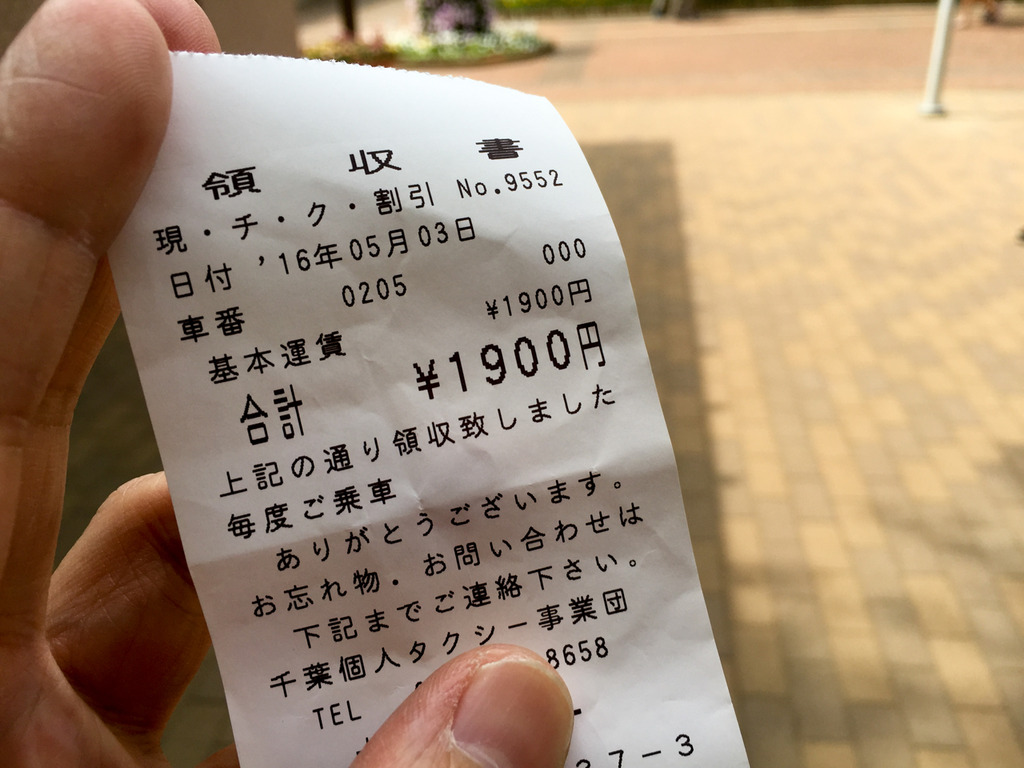 領収書
現・チ・ク・割引 No.9552
日付 '16年05月03日
車番 0205 000
基本運賃 ¥1900円
合計 ¥1900円
上記の通り領収致しました
毎度ご乗車
ありがとうございます。
お忘れ物・お問い合わせは
下記までご連絡下さい。
千葉個人タクシー事業団
TEL 8658
37-3